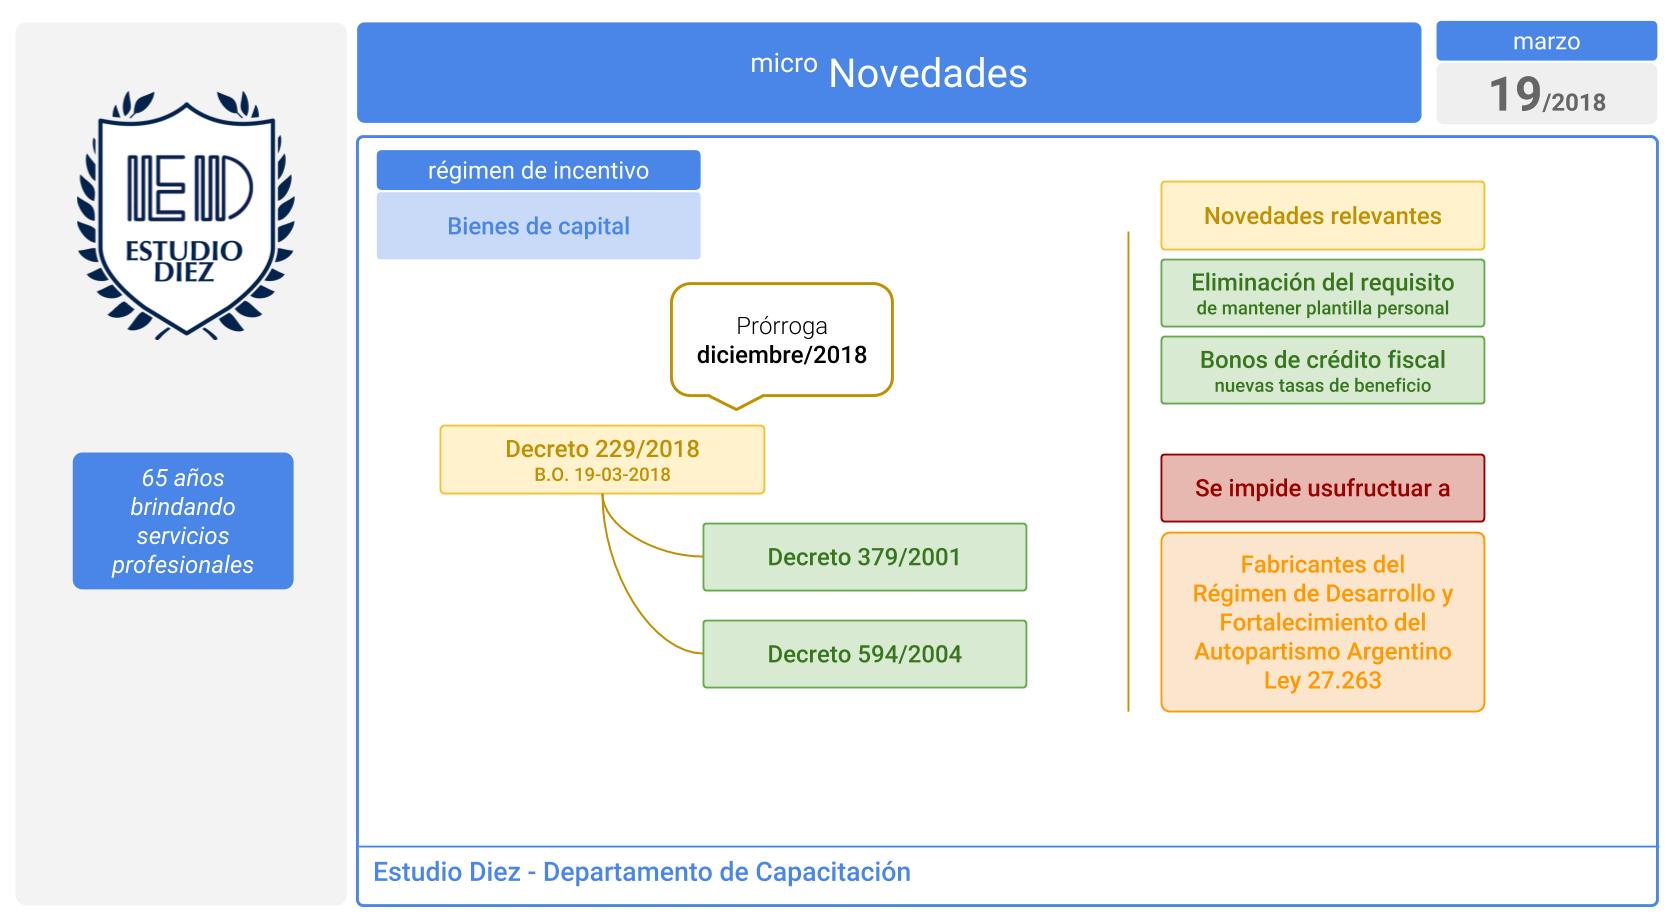 ED
ESTUDIO
DIEZ
65 años
brindando
servicios
profesionales
micro Novedades
marzo
19/2018
régimen de incentivo
Bienes de capital
Prórroga
diciembre/2018
Decreto 229/2018
B.O. 19-03-2018
Decreto 379/2001
Decreto 594/2004
Novedades relevantes
Eliminación del requisito
de mantener plantilla personal
Bonos de crédito fiscal
nuevas tasas de beneficio
Se impide usufructuar a
Fabricantes del
Régimen de Desarrollo y
Fortalecimiento del
Autopartismo Argentino
Ley 27.263
Estudio Diez - Departamento de Capacitación